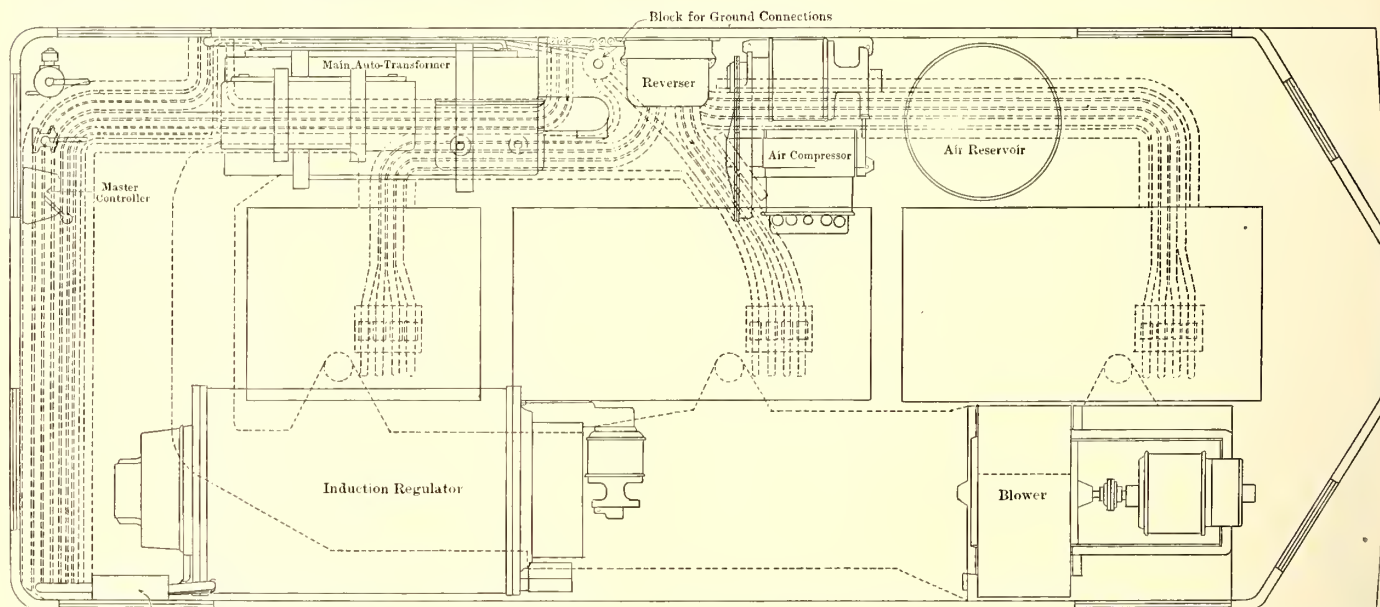 Block for Ground Connections
Main Auto-Transformer
Reverser
Air Compressor
Air Reservoir
Master
Controller
Induction Regulator
Blower